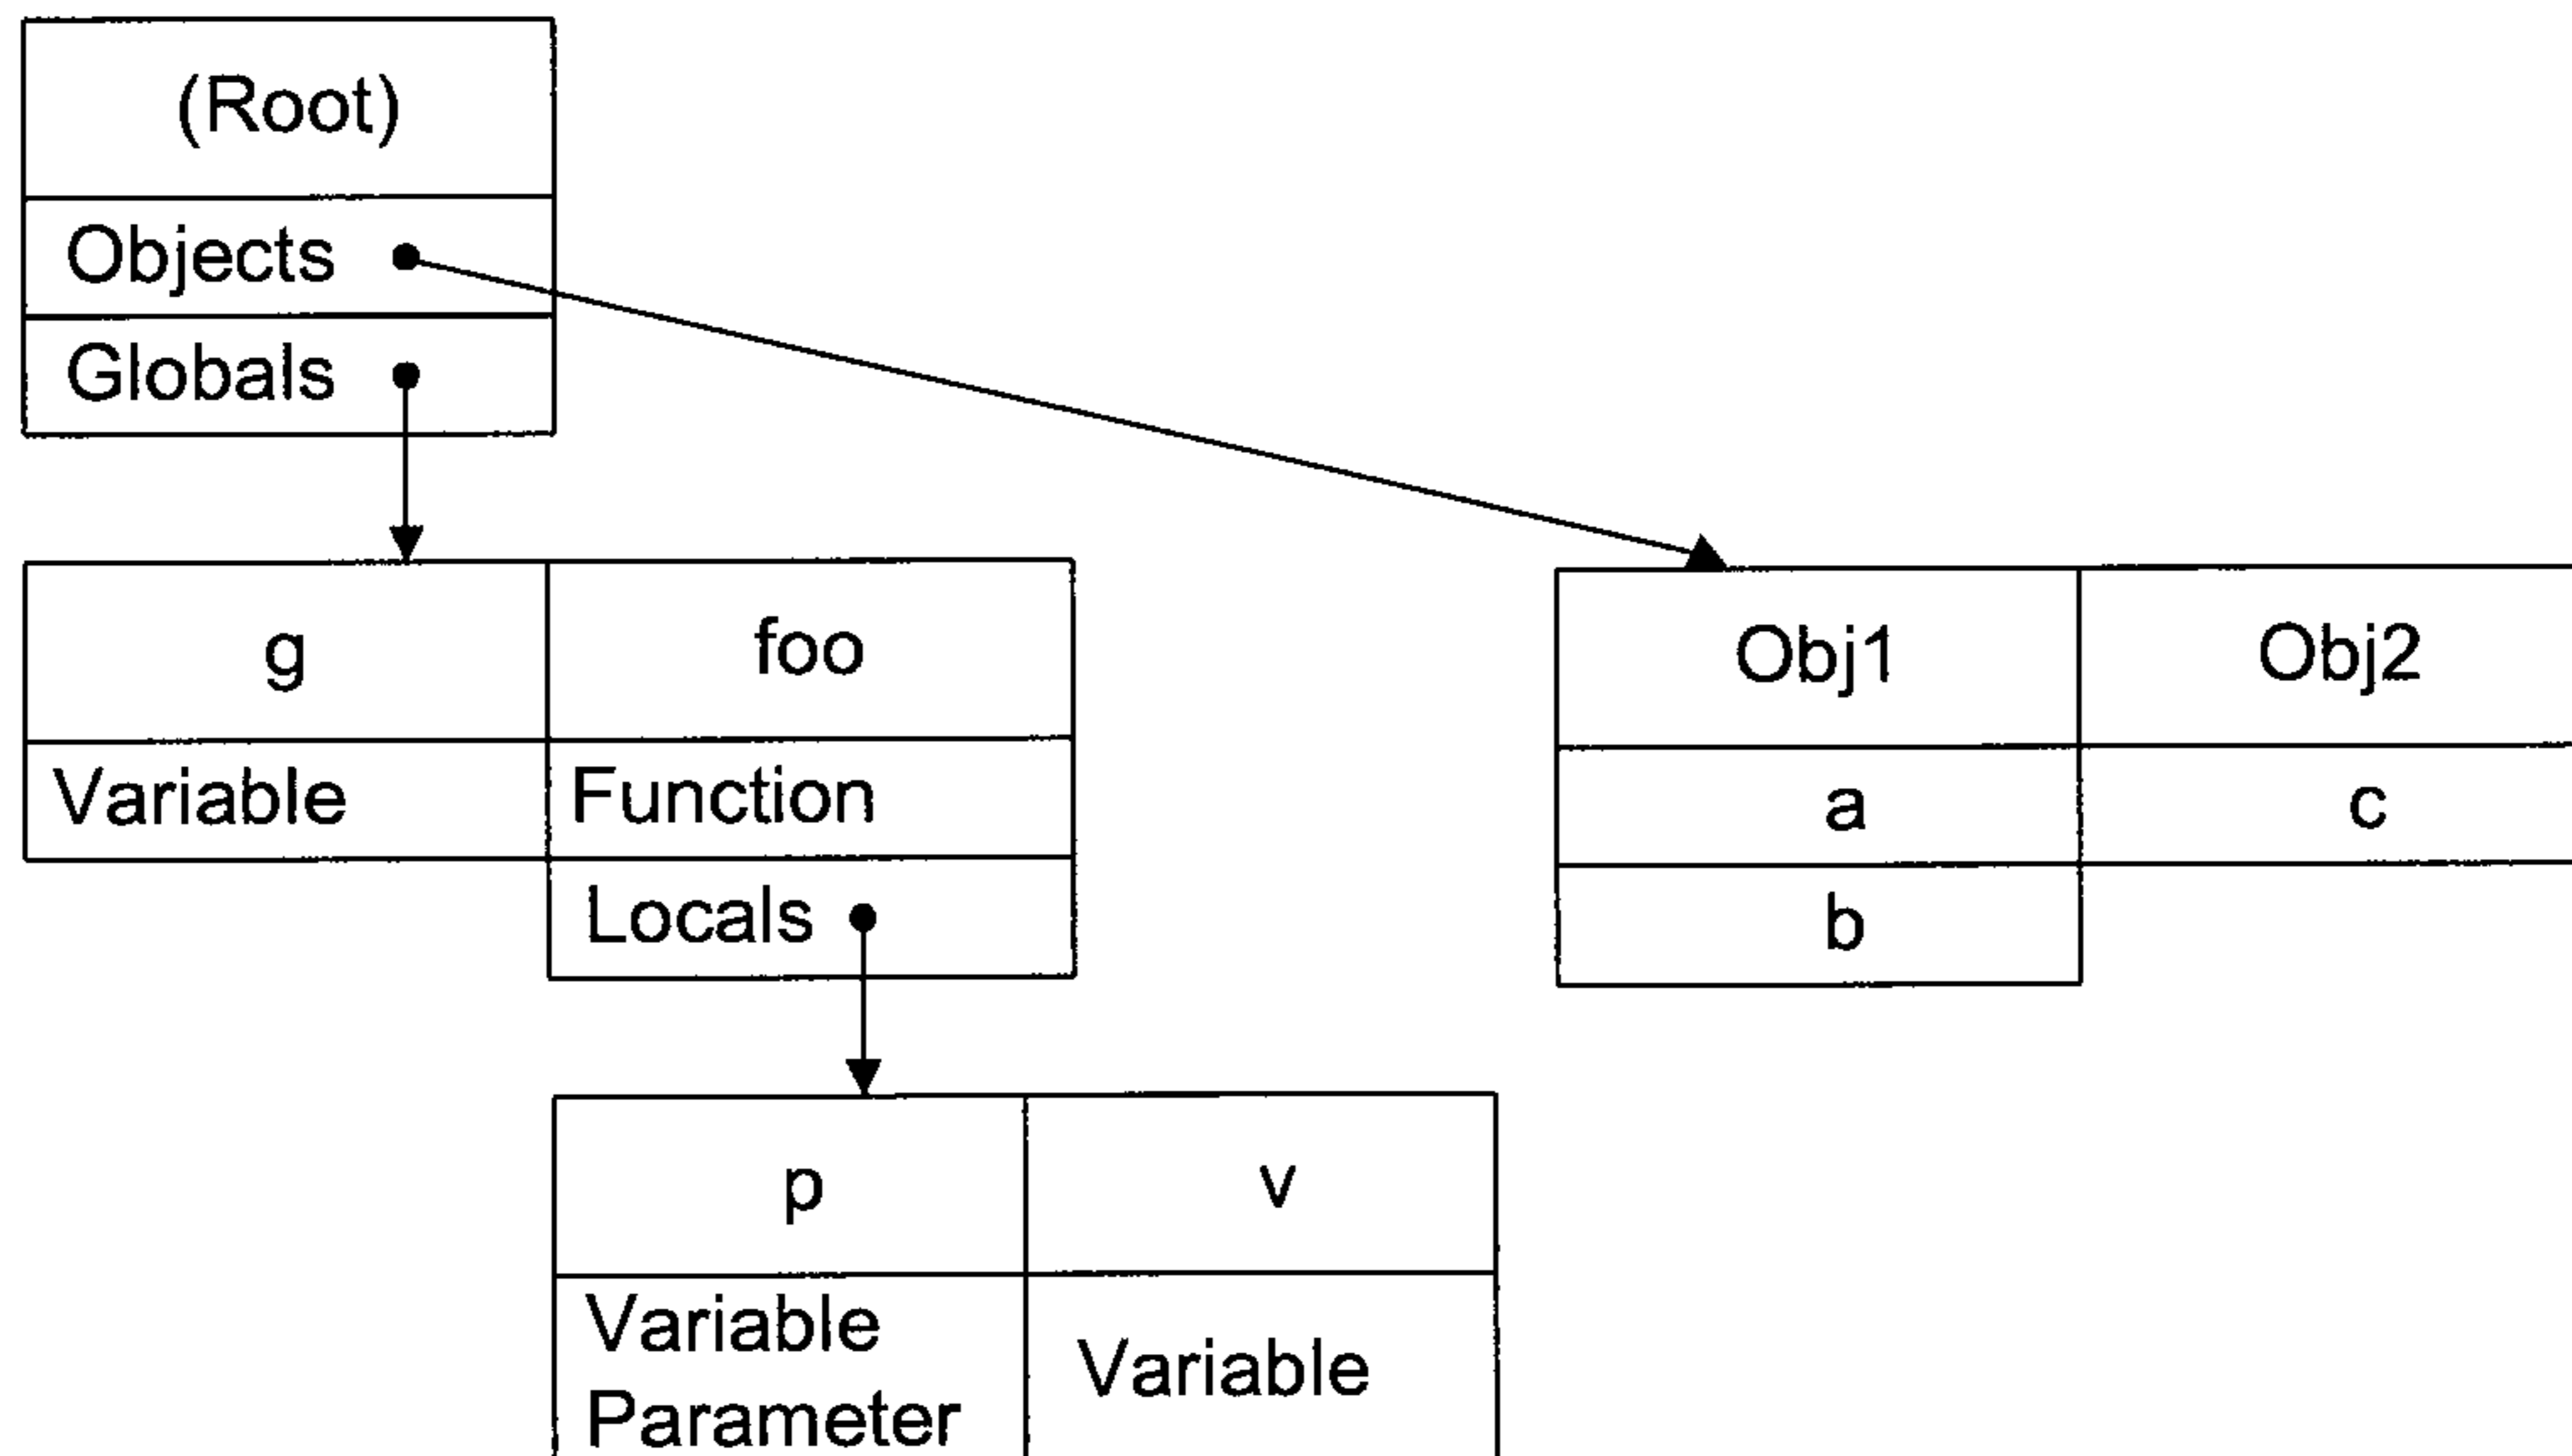 (Root)
Objects
Globals
g foo
Variable Function
Locals
Obj1 Obj2
a c
b
p v
Variable
Parameter
Variable